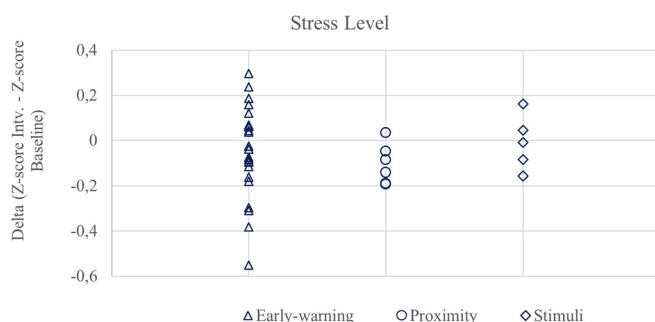 Stress Level
Delta (Z-score Intv. - Z-score
Baseline)
0,4
0,2
0
-0,2
-0,4
-0,6
Early-warning
Proximity
Stimuli